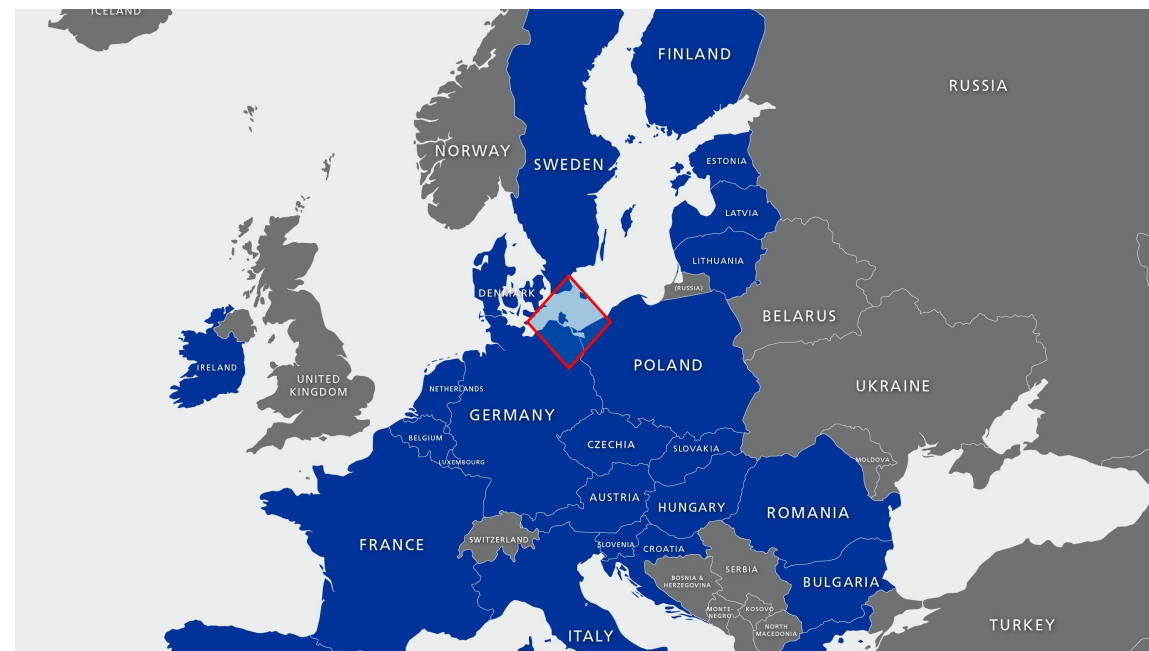 ICELAND
FINLAND
RUSSIA
NORWAY
SWEDEN
ESTONIA
LATVIA
LITHUANIA
(RUSSIA)
DENMARK
BELARUS
IRELAND
UNITED
KINGDOM
NETHERLANDS
POLAND
UKRAINE
GERMANY
BELGIUM
CZECHIA
SLOVAKIA
LUXEMBOURG
MOLDOVA
AUSTRIA
HUNGARY
ROMANIA
FRANCE
SWITZERLAND
SLOVENIA
CROATIA
SERBIA
BOSNIA &
HERZEGOVINA
BULGARIA
MONTE-
NEGRO
KOSOVO
NORTH
MACEDONIA
ITALY
TURKEY